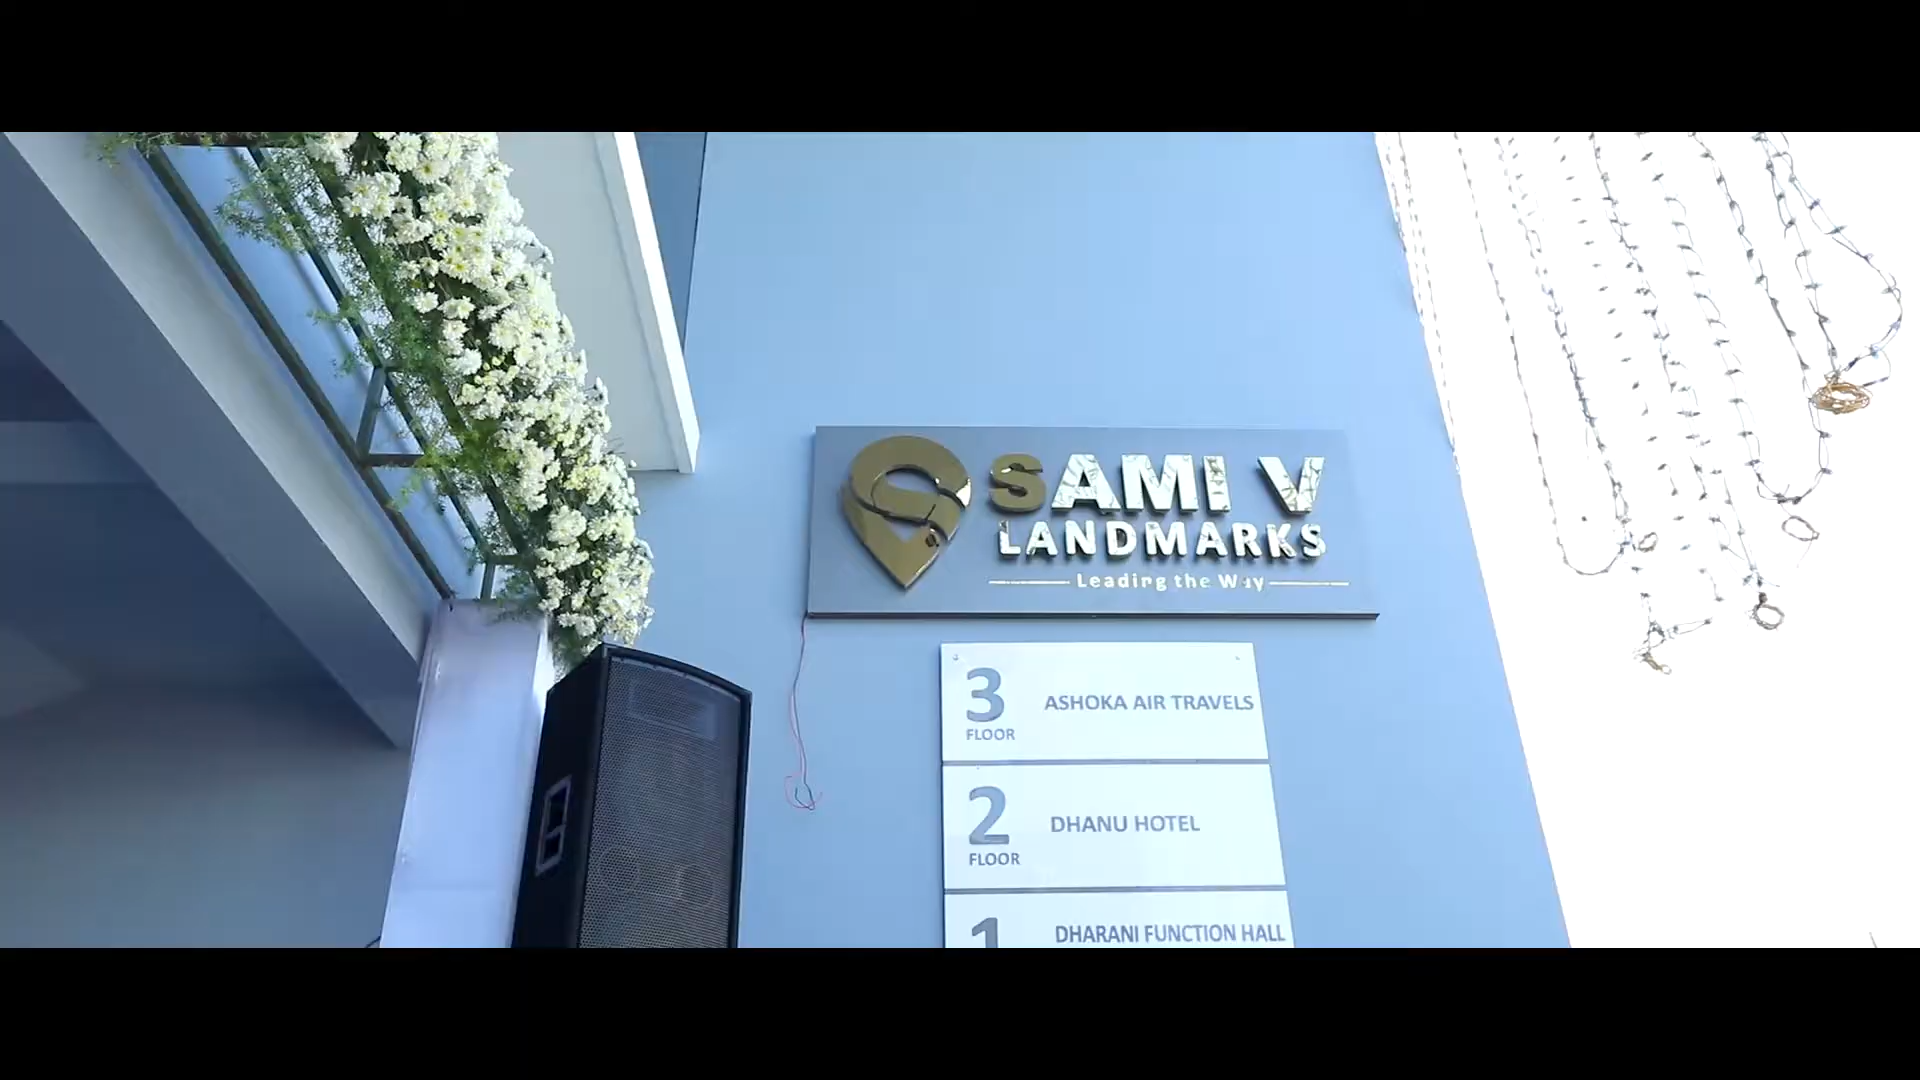 SAMI V
LANDMARKS
Leading the Way
3
FLOOR
ASHOKA AIR TRAVELS
2
FLOOR
DHANU HOTEL
1
DHARANI FUNCTION HALL